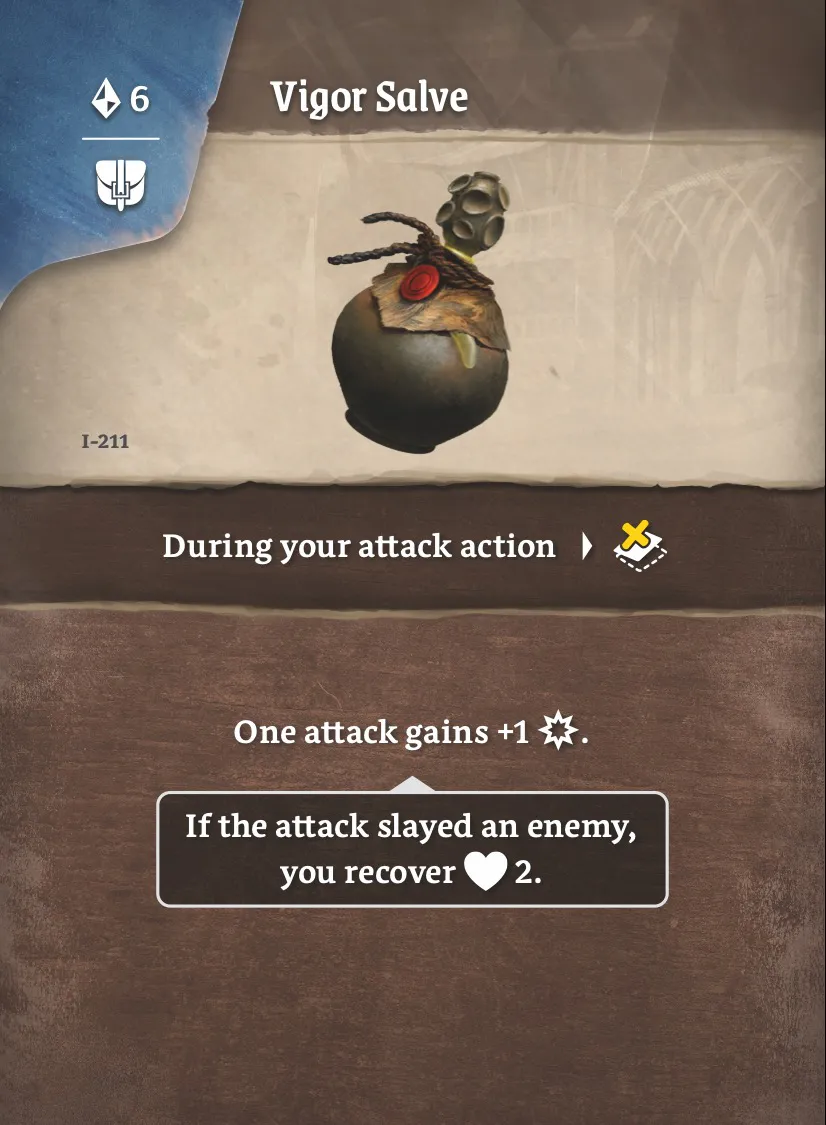 6
Vigor Salve
I-211
During your attack action
One attack gains +1 .
If the attack slayed an enemy,
you recover 2.